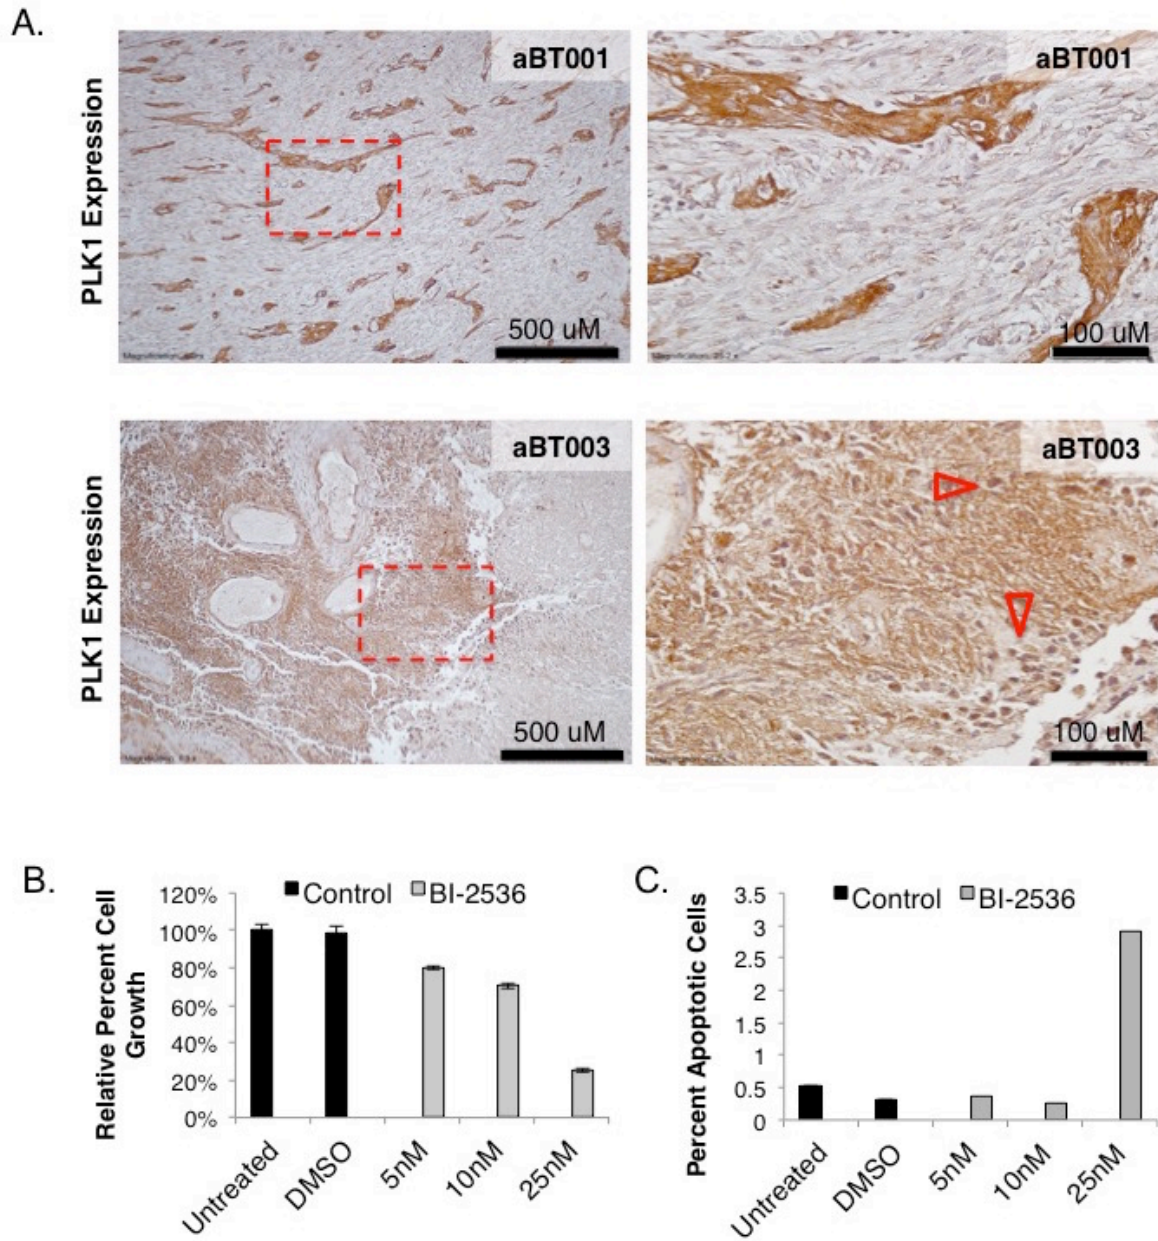 A.
PLK1 Expression
aBT001
500 uM
aBT001
100 uM
PLK1 Expression
aBT003
500 uM
aBT003
100 uM
B.
Relative Percent Cell
Growth
Control BI-2536
120%
100%
80%
60%
40%
20%
0%
Untreated
DMSO
5nM
10nM
25nM
C.
Percent Apoptotic Cells
Control BI-2536
3.5
3
2.5
2
1.5
1
0.5
0
Untreated
DMSO
5nM
10nM
25nM